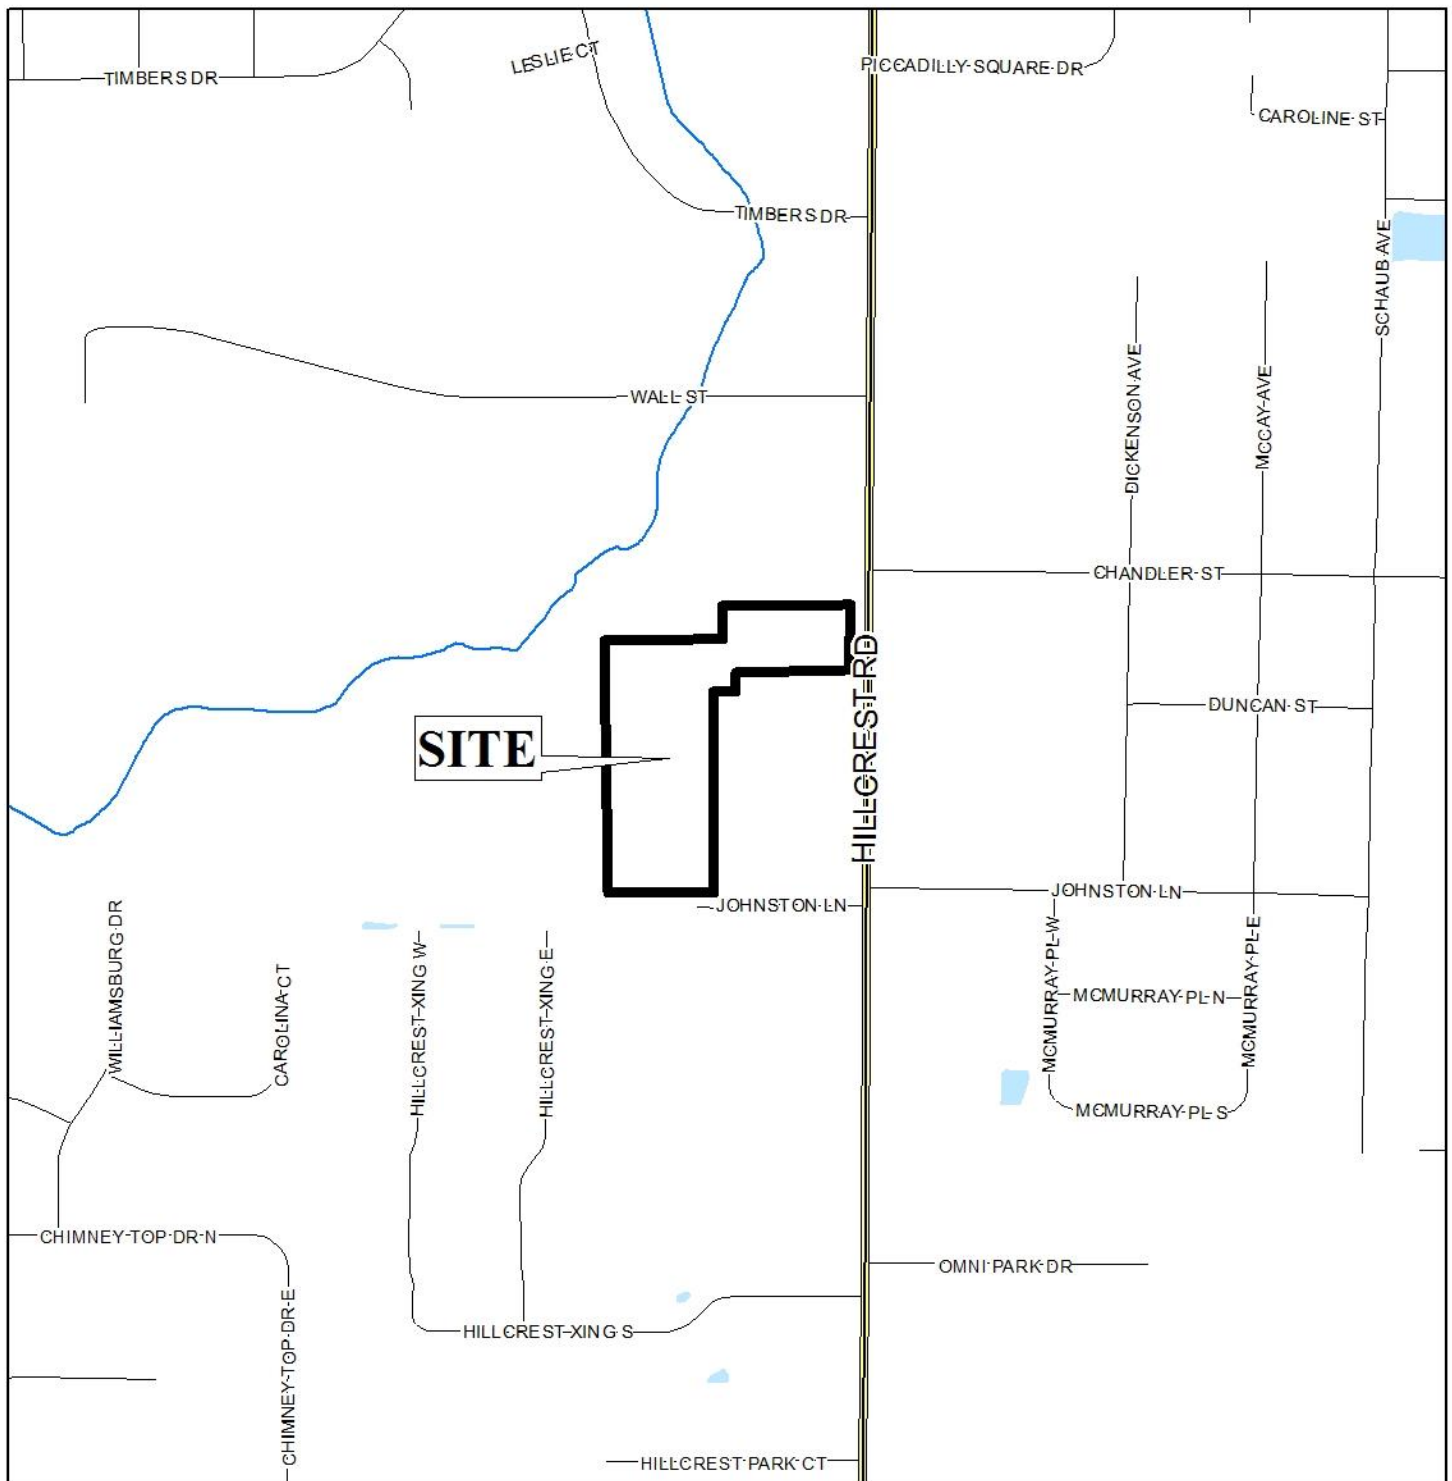 LESLIE CT
PICCADILLY SQUARE DR
TIMBERS DR
CAROLINE ST
TIMBERS DR
SCHAUB AVE
DICKENSON AVE
MCCAY AVE
WALL ST
CHANDLER ST
HILLCREST RD
DUNCAN ST
SITE
JOHNSTON LN
JOHNSTON LN
WILLIAMSBURG DR
CAROLINA CT
HILLCREST XING W
HILLCREST XING E
MCMURRAY PL W
MCMURRAY PL N
MCMURRAY PL E
MCMURRAY PL S
CHIMNEY TOP DR N
OMNI PARK DR
CHIMNEY TOP DR E
HILLCREST XING S
HILLCREST PARK CT